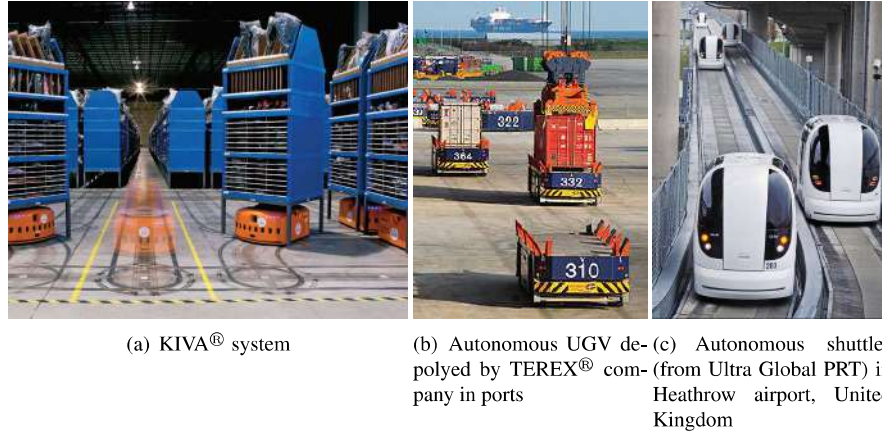 322
364
332
310
280
(a) KIVA® system
(b) Autonomous UGV de-
polyed by TEREX® com-
pany in ports
(c) Autonomous shuttle
(from Ultra Global PRT) i
Heathrow airport, Unite
Kingdom